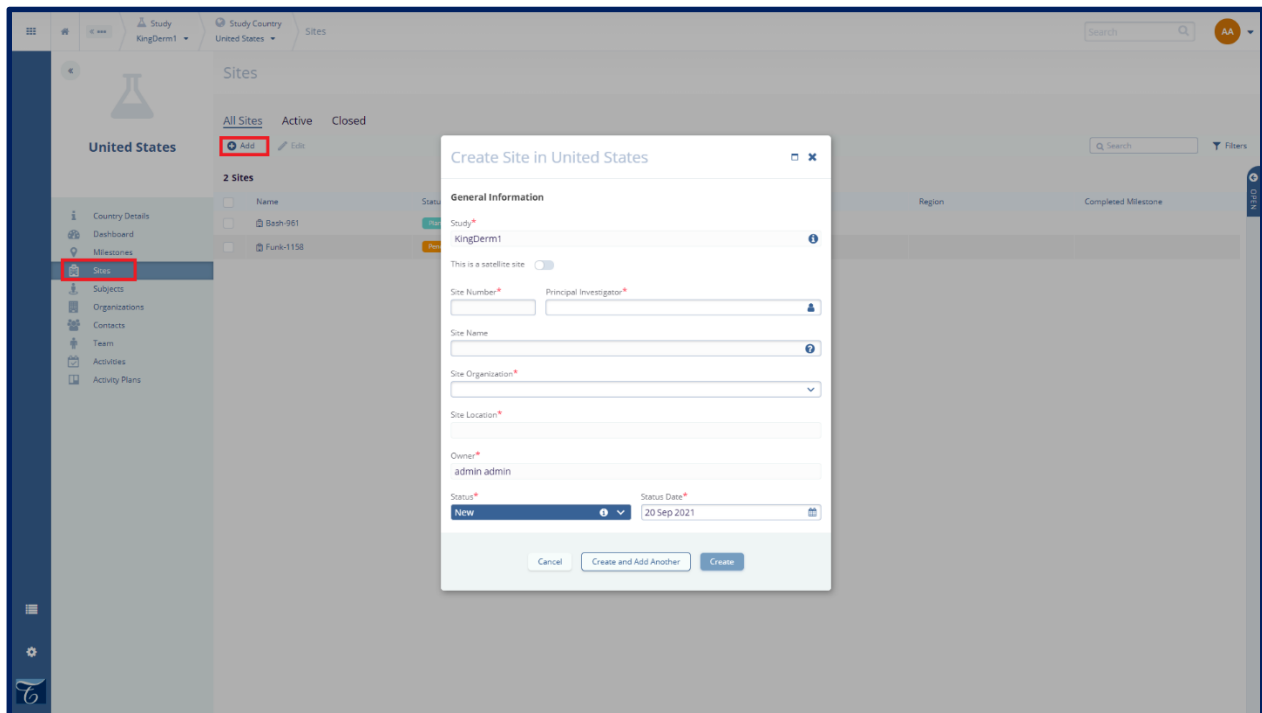 Study
KingDerm1
Study Country
United States
Sites
Search
AA
Sites
United States
All Sites Active Closed
Add Edit
Search
Filters
OPEN
2 Sites
Name
Region
Completed Milestone
Bash-981
Funk-1158
Country Details
Dashboard
Milestones
Sites
Subjects
Organizations
Contacts
Team
Activities
Activity Plans
Create Site in United States
General Information
Study*
KingDerm1
This is a satellite site
Site Number* Principal Investigator*
Site Name
Site Organization*
Site Location*
Owner*
admin admin
Status* Status Date*
New 20 Sep 2021
Cancel Create and Add Another Create